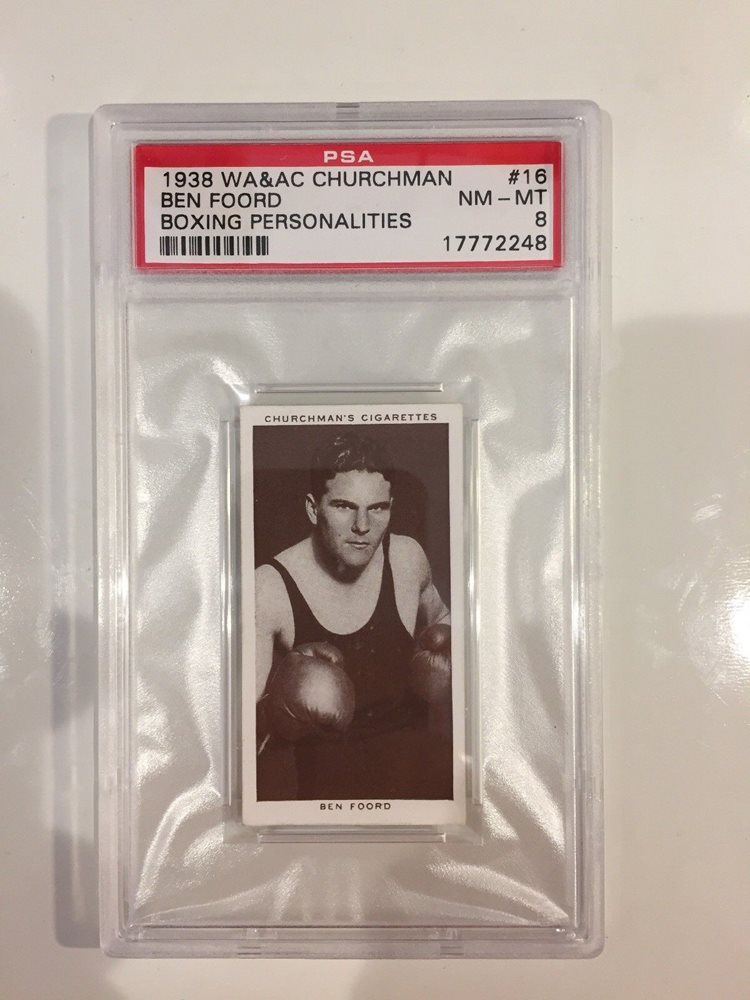 PSA
1938 WA&AC CHURCHMAN #16
BEN FOORD NM - MT
BOXING PERSONALITIES 8
17772248
CHURCHMAN'S CIGARETTES
BEN FOORD